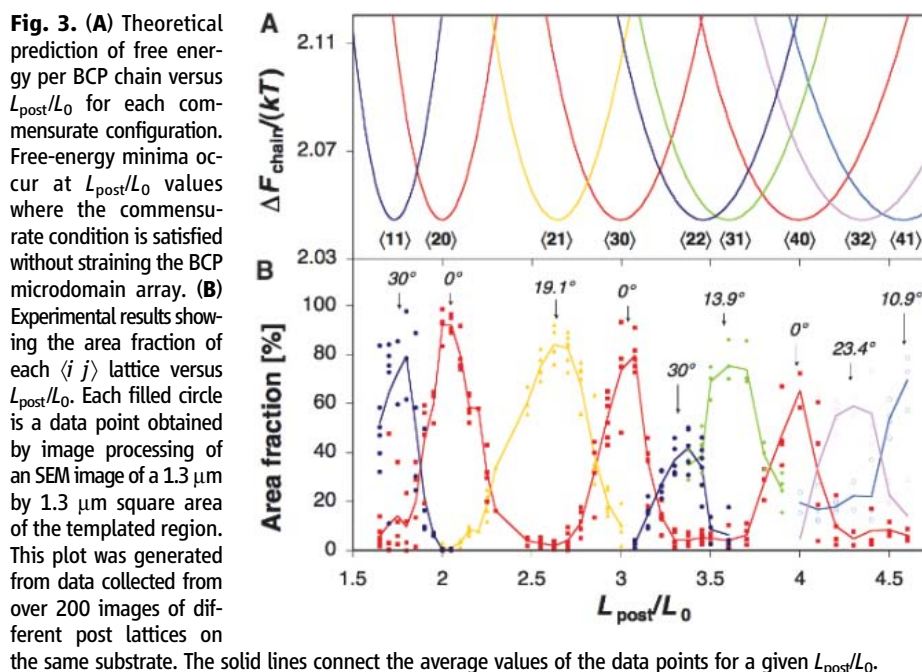 Fig. 3. (A) Theoretical
prediction of free ener-
gy per BCP chain versus
Lpost/L0 for each com-
mensurate configuration.
Free-energy minima oc-
cur at Lpost/L0 values
where the commensu-
rate condition is satisfied
without straining the BCP
microdomain array. (B)
Experimental results show-
ing the area fraction of
each ⟨i j⟩ lattice versus
Lpost/L0. Each filled circle
is a data point obtained
by image processing of
an SEM image of a 1.3 μm
by 1.3 μm square area
of the templated region.
This plot was generated
from data collected from
over 200 images of dif-
ferent post lattices on
the same substrate. The solid lines connect the average values of the data points for a given Lpost/L0.
A
ΔFchain/(kT)
2.11
2.07
2.03
⟨11⟩ ⟨20⟩ ⟨21⟩ ⟨30⟩ ⟨22⟩ ⟨31⟩ ⟨40⟩ ⟨32⟩ ⟨41⟩
B
Area fraction [%]
100
80
60
40
20
0
30° 0° 19.1° 0° 30° 13.9° 0° 23.4° 10.9°
1.5 2 2.5 3 3.5 4 4.5
Lpost/L0